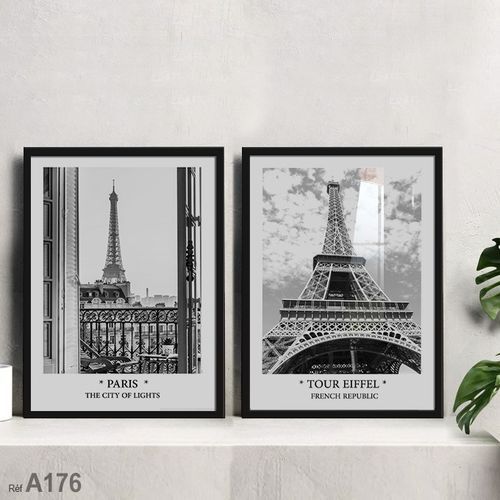 * PARIS *
THE CITY OF LIGHTS
* TOUR EIFFEL *
FRENCH REPUBLIC
Réf A176